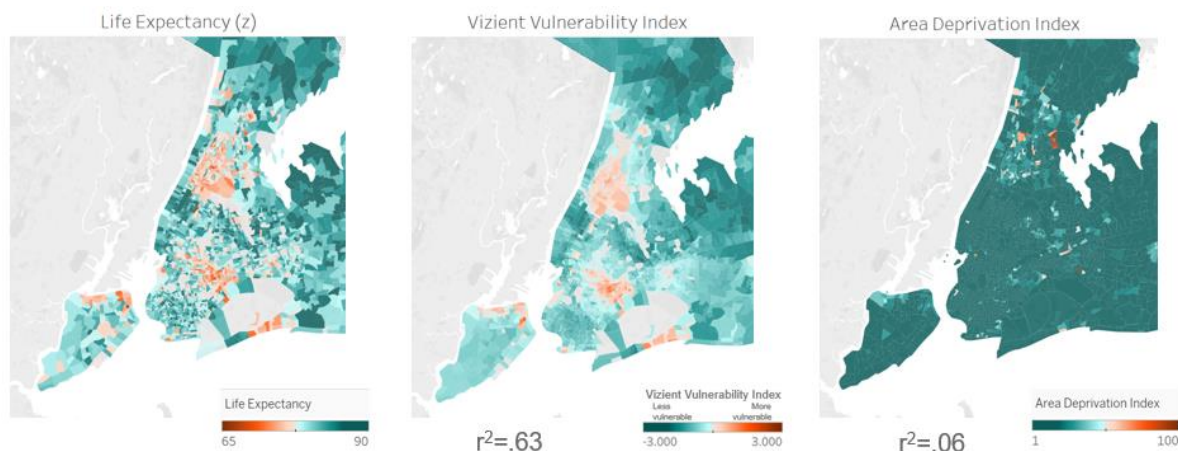 Life Expectancy (z)
Vizient Vulnerability Index
Area Deprivation Index
Life Expectancy
65
90
Vizient Vulnerability Index
Less vulnerable
More vulnerable
-3.000
3.000
r²=.63
Area Deprivation Index
1
100
r²=.06